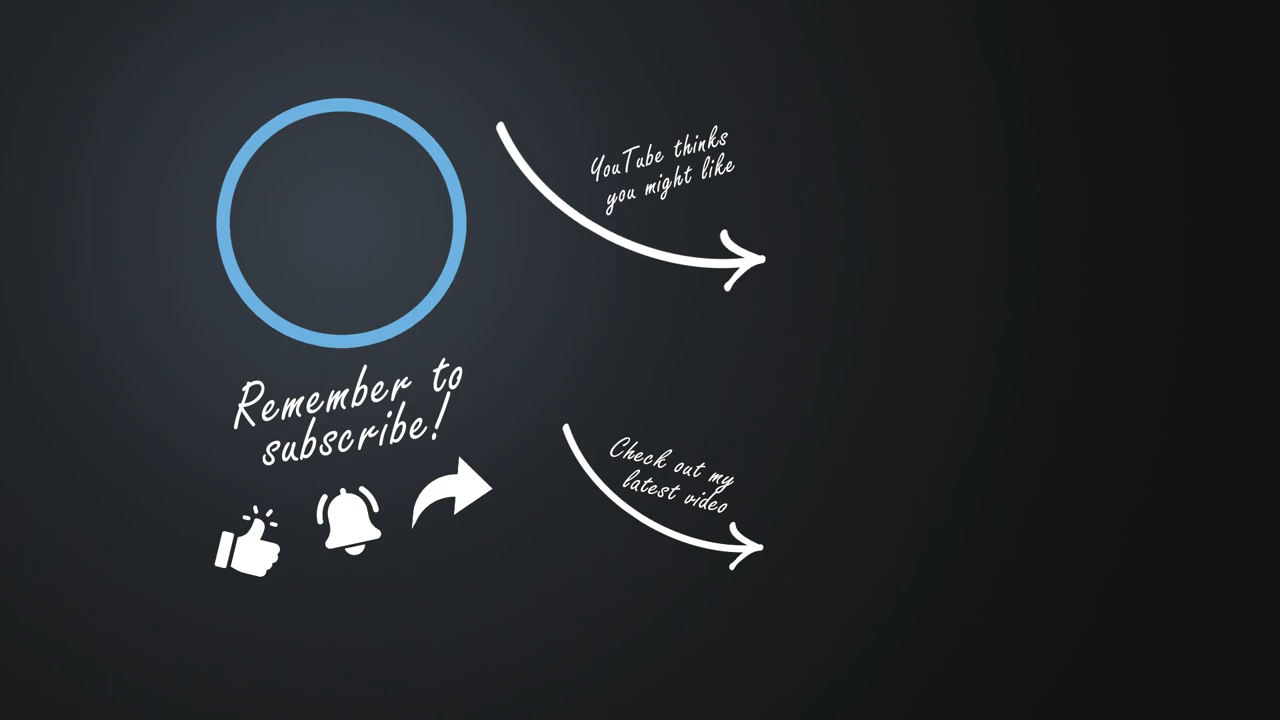 YouTube thinks
you might like
Remember to
subscribe!
Check out my
latest video